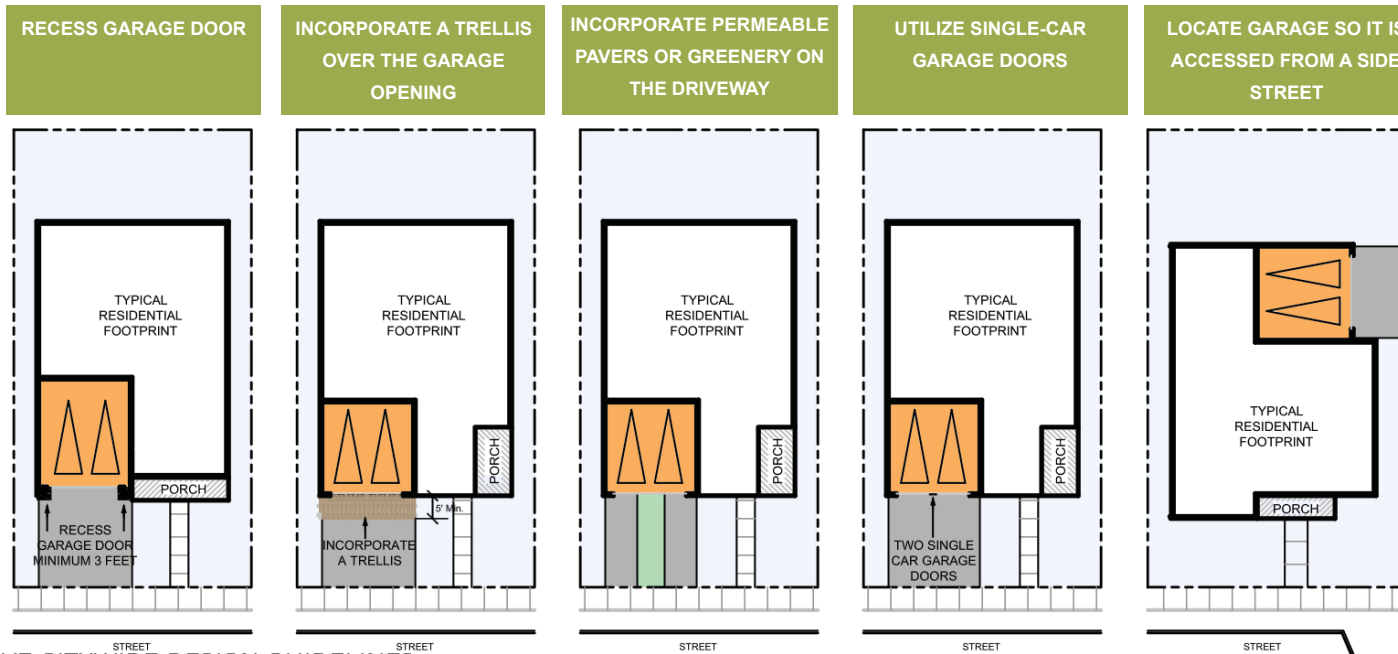 RECESS GARAGE DOOR
INCORPORATE A TRELLIS
OVER THE GARAGE
OPENING
INCORPORATE PERMEABLE
PAVERS OR GREENERY ON
THE DRIVEWAY
UTILIZE SINGLE-CAR
GARAGE DOORS
LOCATE GARAGE SO IT IS
ACCESSED FROM A SIDE
STREET
TYPICAL
RESIDENTIAL
FOOTPRINT
PORCH
RECESS
GARAGE DOOR
MINIMUM 3 FEET
STREET
TYPICAL
RESIDENTIAL
FOOTPRINT
PORCH
5' Min.
INCORPORATE
A TRELLIS
STREET
TYPICAL
RESIDENTIAL
FOOTPRINT
PORCH
STREET
TYPICAL
RESIDENTIAL
FOOTPRINT
PORCH
TWO SINGLE
CAR GARAGE
DOORS
STREET
TYPICAL
RESIDENTIAL
FOOTPRINT
PORCH
STREET
CITYWIDE DESIGN GUIDELINES